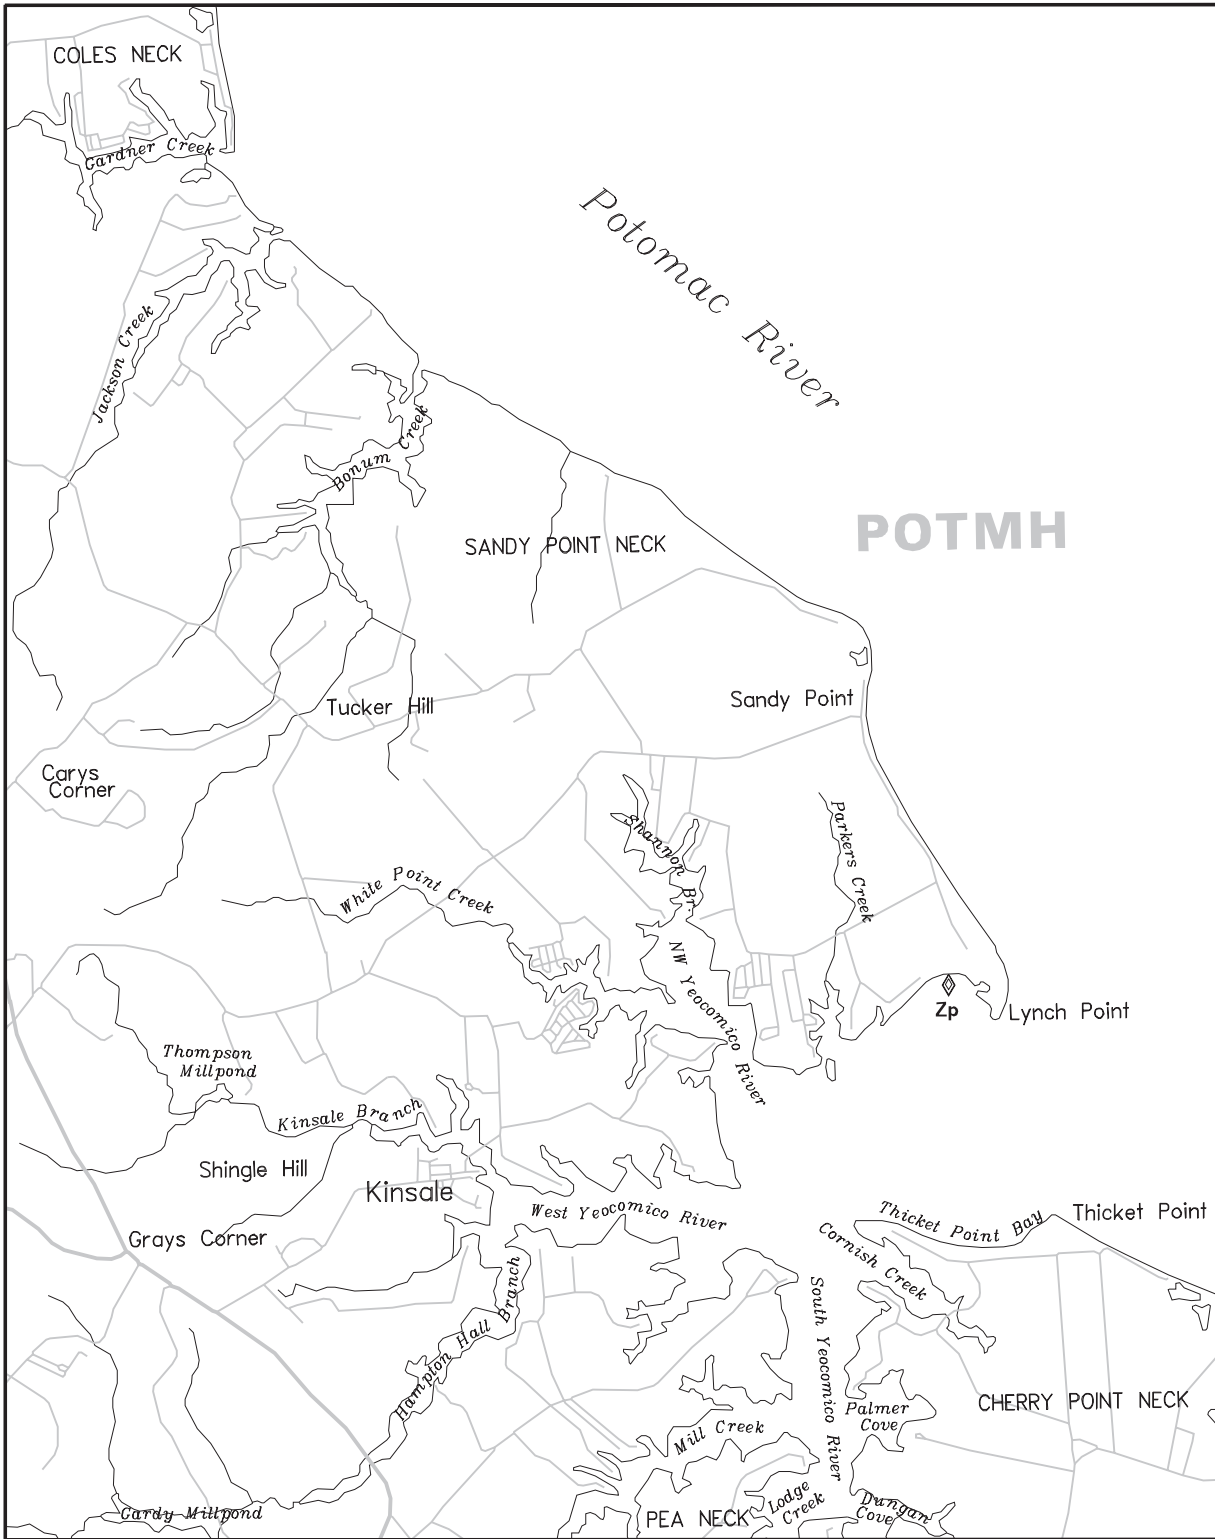 COLES NECK
Gardner Creek
Potomac River
Jackson Creek
Bonum Creek
SANDY POINT NECK
POTMH
Tucker Hill
Sandy Point
Carys
Corner
Shannon Br.
Parkers Creek
White Point Creek
NW Yeocomico River
Zp
Lynch Point
Thompson
Millpond
Kinsale Branch
Shingle Hill
Kinsale
West Yeocomico River
Thicket Point Bay
Thicket Point
Grays Corner
Cornish Creek
Hampton Hall Branch
South Yeocomico River
CHERRY POINT NECK
Palmer
Cove
Mill Creek
Gardy Millpond
PEA NECK
Lodge
Creek
Dungan
Cove